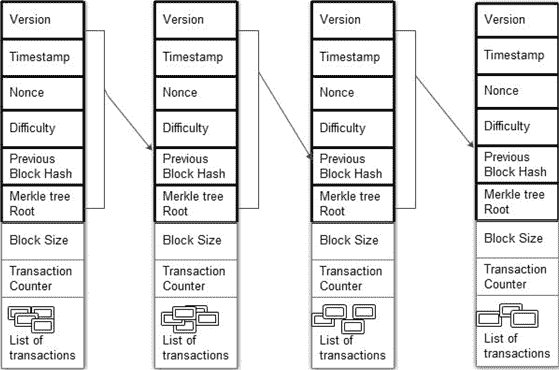 Version
Timestamp
Nonce
Difficulty
Previous
Block Hash
Merkle tree
Root
Block Size
Transaction
Counter
List of
transactions
Version
Timestamp
Nonce
Difficulty
Previous
Block Hash
Merkle tree
Root
Block Size
Transaction
Counter
List of
transactions
Version
Timestamp
Nonce
Difficulty
Previous
Block Hash
Merkle tree
Root
Block Size
Transaction
Counter
List of
transactions
Version
Timestamp
Nonce
Difficulty
Previous
Block Hash
Merkle tree
Root
Block Size
Transaction
Counter
List of
transactions